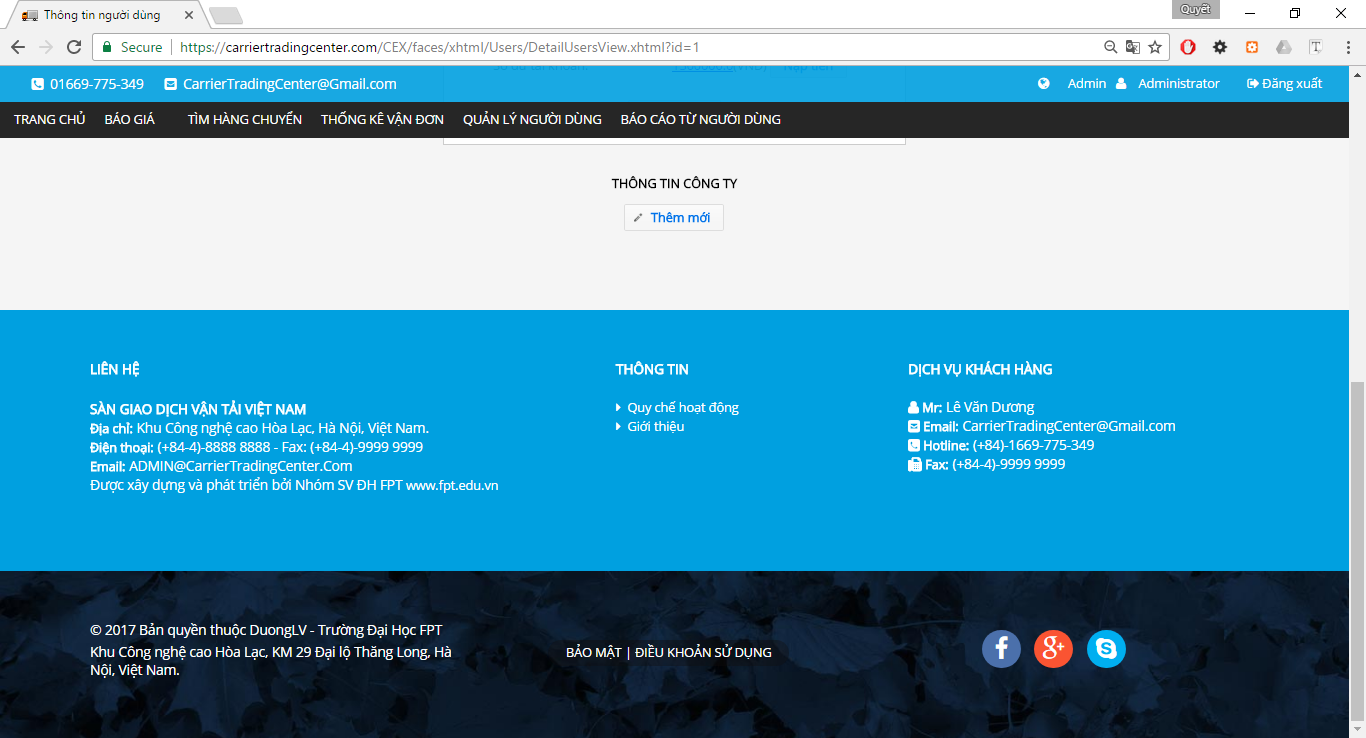 Thông tin người dùng
Quyết
Secure
https://carriertradingcenter.com/CEX/faces/xhtml/Users/DetailUsersView.xhtml?id=1
01669-775-349 CarrierTradingCenter@Gmail.com Admin Administrator Đăng xuất
TRANG CHỦ BÁO GIÁ TÌM HÀNG CHUYẾN THỐNG KÊ VẬN ĐƠN QUẢN LÝ NGƯỜI DÙNG BÁO CÁO TỪ NGƯỜI DÙNG
THÔNG TIN CÔNG TY
Thêm mới
LIÊN HỆ
SÀN GIAO DỊCH VẬN TẢI VIỆT NAM
Địa chỉ: Khu Công nghệ cao Hòa Lạc, Hà Nội, Việt Nam.
Điện thoại: (+84-4)-8888 8888 - Fax: (+84-4)-9999 9999
Email: ADMIN@CarrierTradingCenter.Com
Được xây dựng và phát triển bởi Nhóm SV ĐH FPT www.fpt.edu.vn
THÔNG TIN
Quy chế hoạt động
Giới thiệu
DỊCH VỤ KHÁCH HÀNG
Mr: Lê Văn Dương
Email: CarrierTradingCenter@Gmail.com
Hotline: (+84)-1669-775-349
Fax: (+84-4)-9999 9999
© 2017 Bản quyền thuộc DuongLV - Trường Đại Học FPT
Khu Công nghệ cao Hòa Lạc, KM 29 Đại lộ Thăng Long, Hà
Nội, Việt Nam.
BẢO MẬT | ĐIỀU KHOẢN SỬ DỤNG